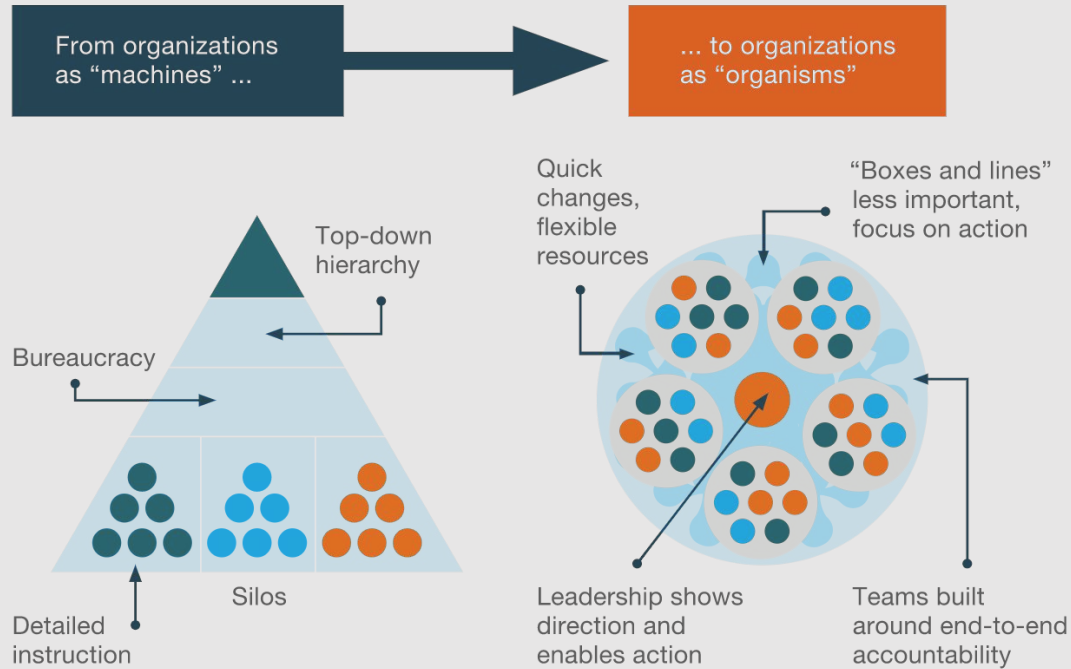 From organizations
as “machines” ...
... to organizations
as “organisms”
Top-down
hierarchy
Bureaucracy
Silos
Detailed
instruction
Quick
changes,
flexible
resources
“Boxes and lines”
less important,
focus on action
Leadership shows
direction and
enables action
Teams built
around end-to-end
accountability